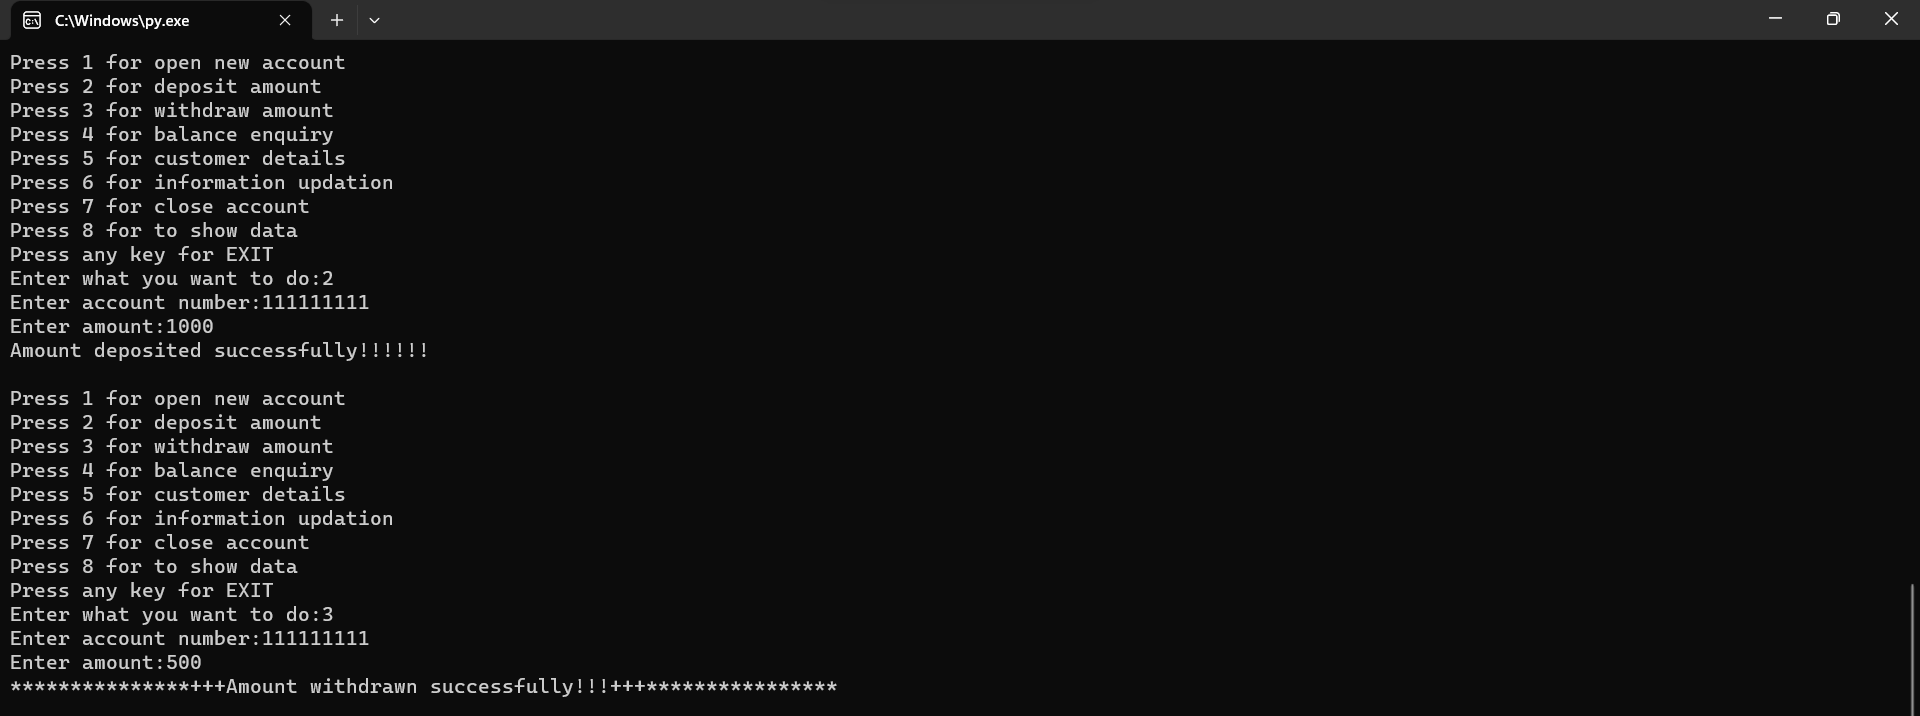 C:\Windows\py.exe
Press 1 for open new account
Press 2 for deposit amount
Press 3 for withdraw amount
Press 4 for balance enquiry
Press 5 for customer details
Press 6 for information updation
Press 7 for close account
Press 8 for to show data
Press any key for EXIT
Enter what you want to do:2
Enter account number:111111111
Enter amount:1000
Amount deposited successfully!!!!!!
Press 1 for open new account
Press 2 for deposit amount
Press 3 for withdraw amount
Press 4 for balance enquiry
Press 5 for customer details
Press 6 for information updation
Press 7 for close account
Press 8 for to show data
Press any key for EXIT
Enter what you want to do:3
Enter account number:111111111
Enter amount:500
***************+++Amount withdrawn successfully!!!+++****************